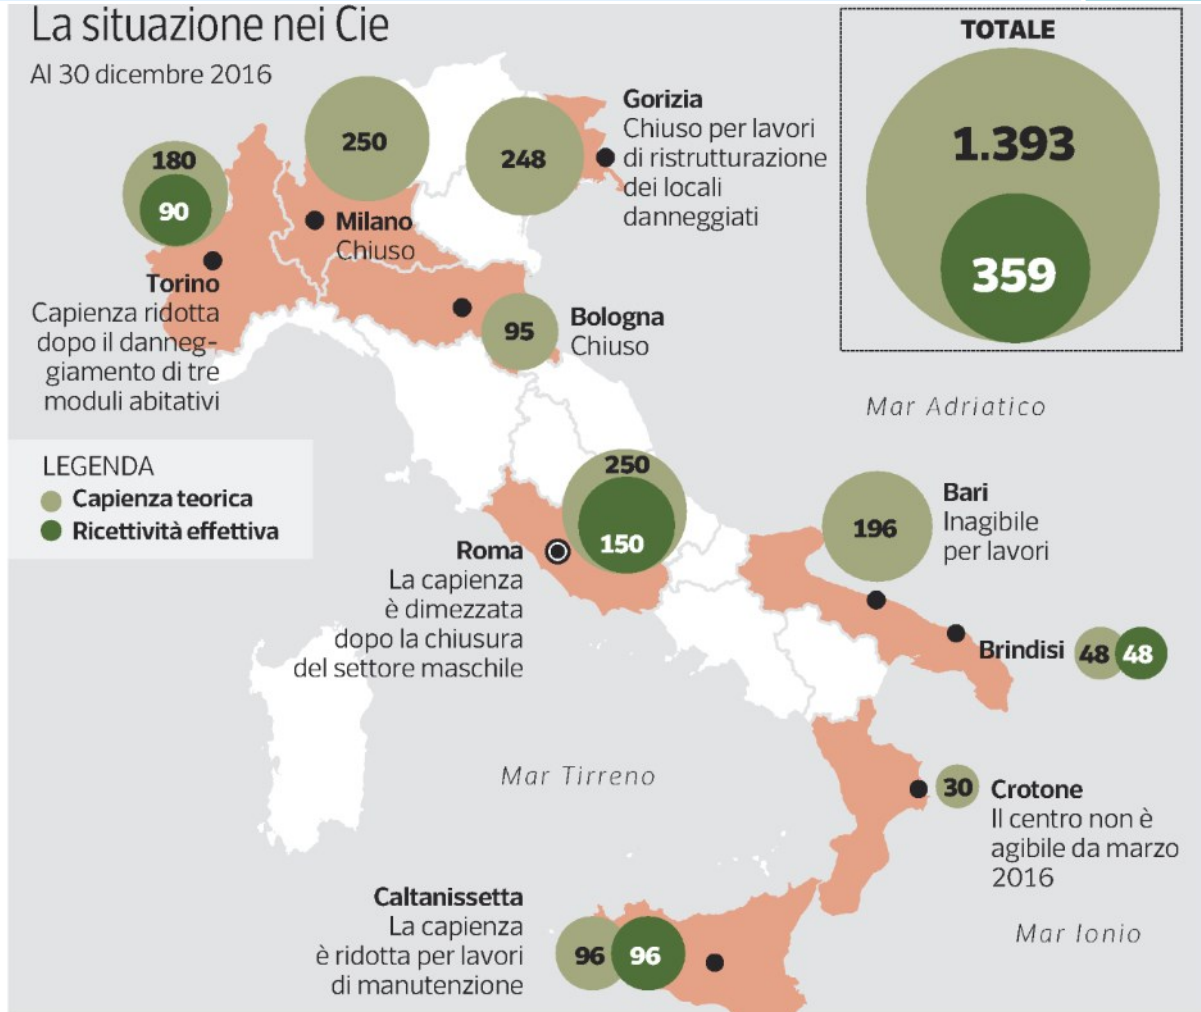 La situazione nei Cie
Al 30 dicembre 2016
TOTALE
1.393
359
250
Milano
Chiuso
248
Gorizia
Chiuso per lavori
di ristrutturazione
dei locali
danneggiati
180
90
Torino
Capienza ridotta
dopo il danneg-
giamento di tre
moduli abitativi
95
Bologna
Chiuso
Mar Adriatico
LEGENDA
Capienza teorica
Ricettività effettiva
250
150
Roma
La capienza
è dimezzata
dopo la chiusura
del settore maschile
196
Bari
Inagibile
per lavori
Brindisi
48
48
Mar Tirreno
30
Crotone
Il centro non è
agibile da marzo
2016
Caltanissetta
La capienza
è ridotta per lavori
di manutenzione
96
96
Mar Ionio